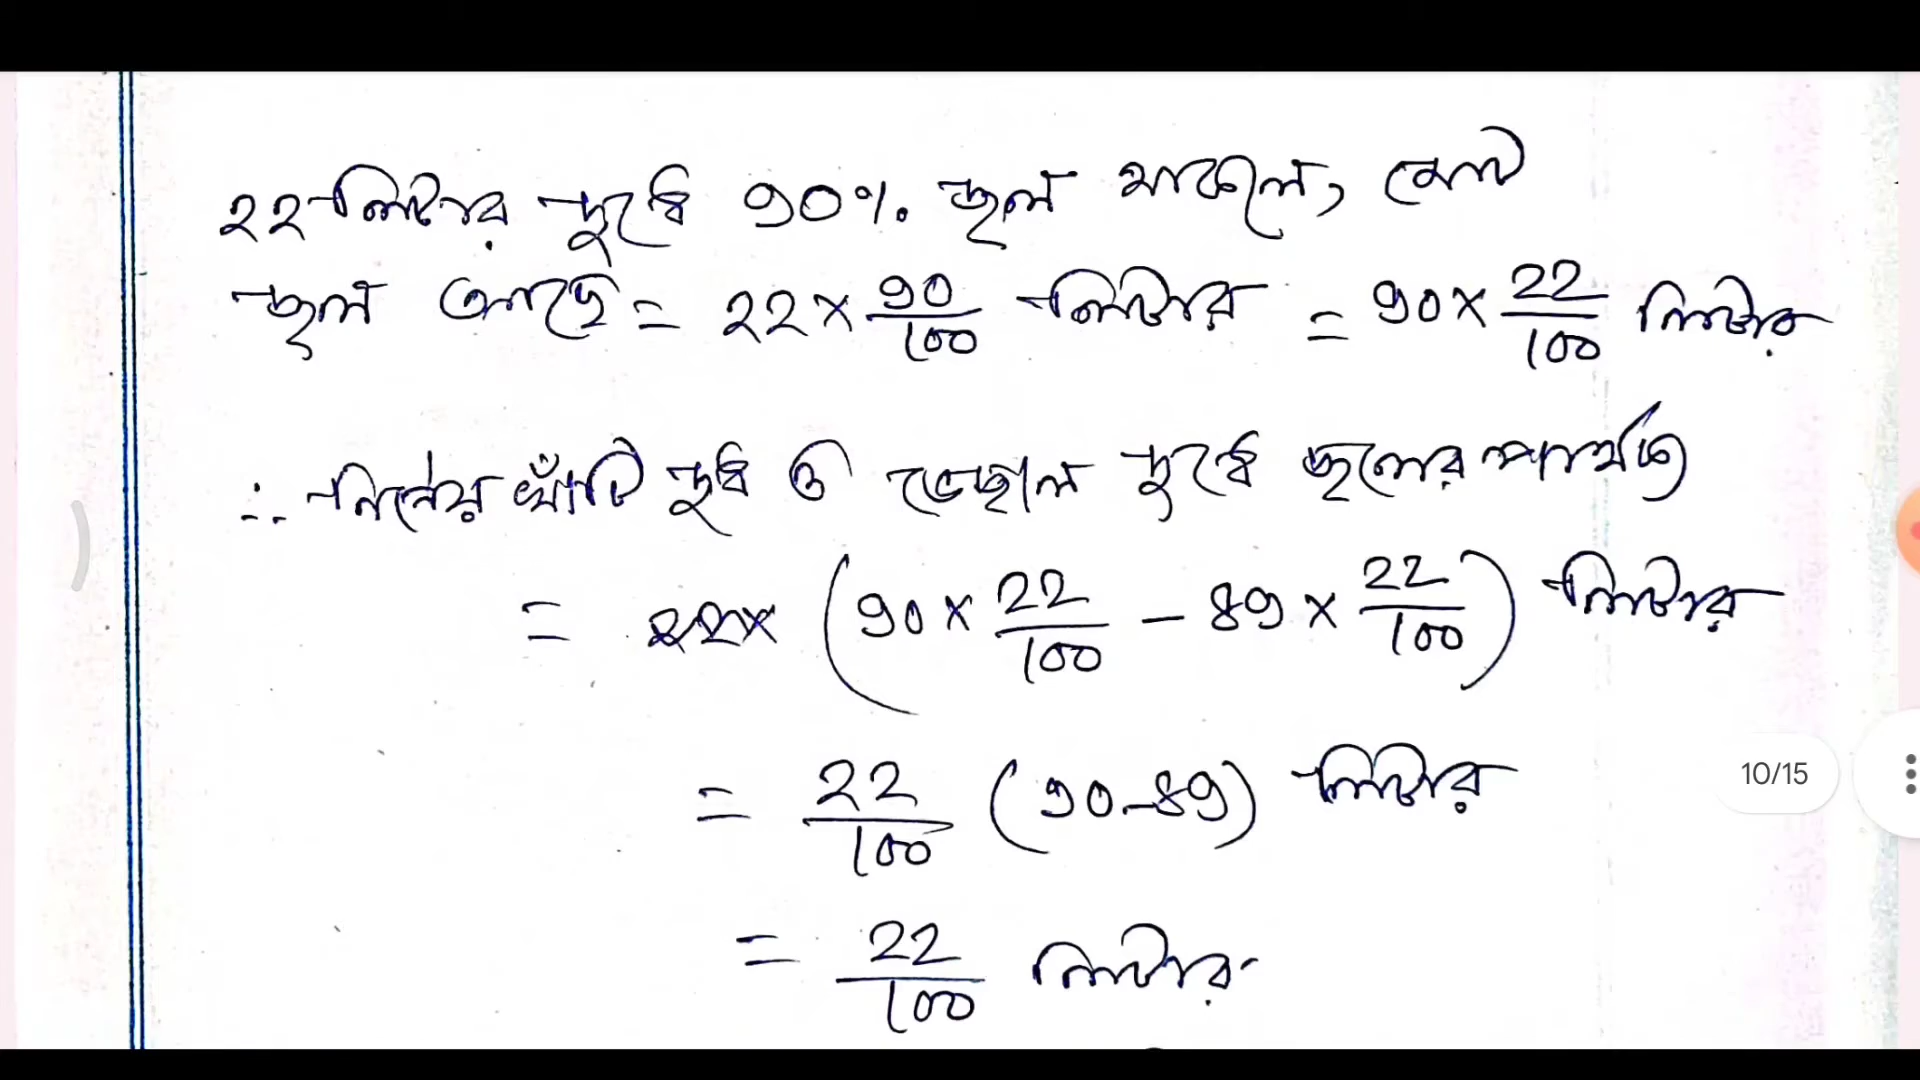 22 লিটার দুধে 90% জল থাকলে, মোট
জল আছে = 22 × 90/100 লিটার = 90 × 22/100 লিটার
∴ নির্ণেয় খাঁটি দুধ ও ভেজাল দুধে জলের পার্থক্য
= (90 × 22/100 − 89 × 22/100) লিটার
= 22/100 (90 − 89) লিটার
= 22/100 লিটার
10/15